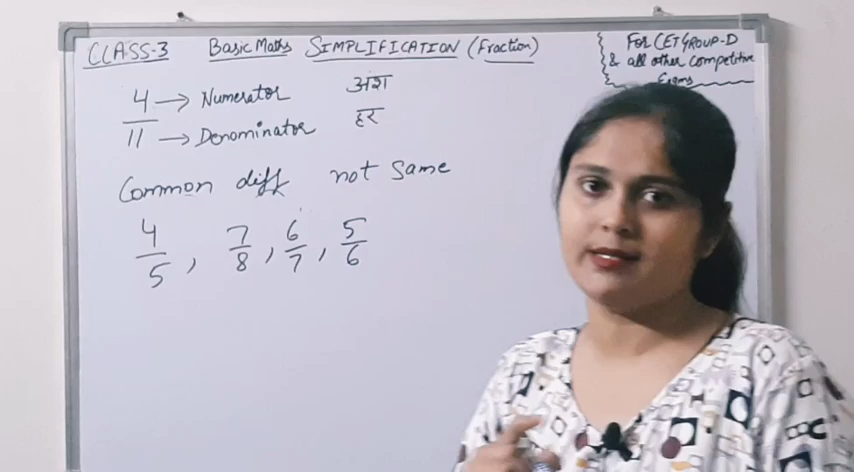 CLASS-3 Basic Maths SIMPLIFICATION (Fraction)
For CET GROUP-D
& all other competitive
Exams
4/11 → Numerator अंश
→ Denominator हर
Common diff not same
4/5, 7/8, 6/7, 5/6